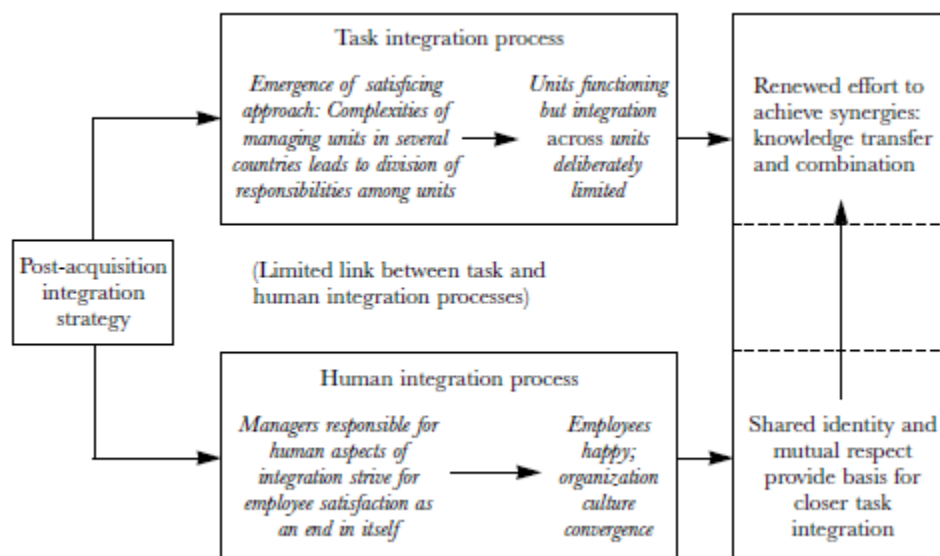 Task integration process
Emergence of satisficing
approach: Complexities of
managing units in several
countries leads to division of
responsibilities among units
Units functioning
but integration
across units
deliberately
limited
Renewed effort to
achieve synergies:
knowledge transfer
and combination
Post-acquisition
integration
strategy
(Limited link between task and
human integration processes)
Human integration process
Managers responsible for
human aspects of
integration strive for
employee satisfaction as
an end in itself
Employees
happy;
organization
culture
convergence
Shared identity and
mutual respect
provide basis for
closer task
integration